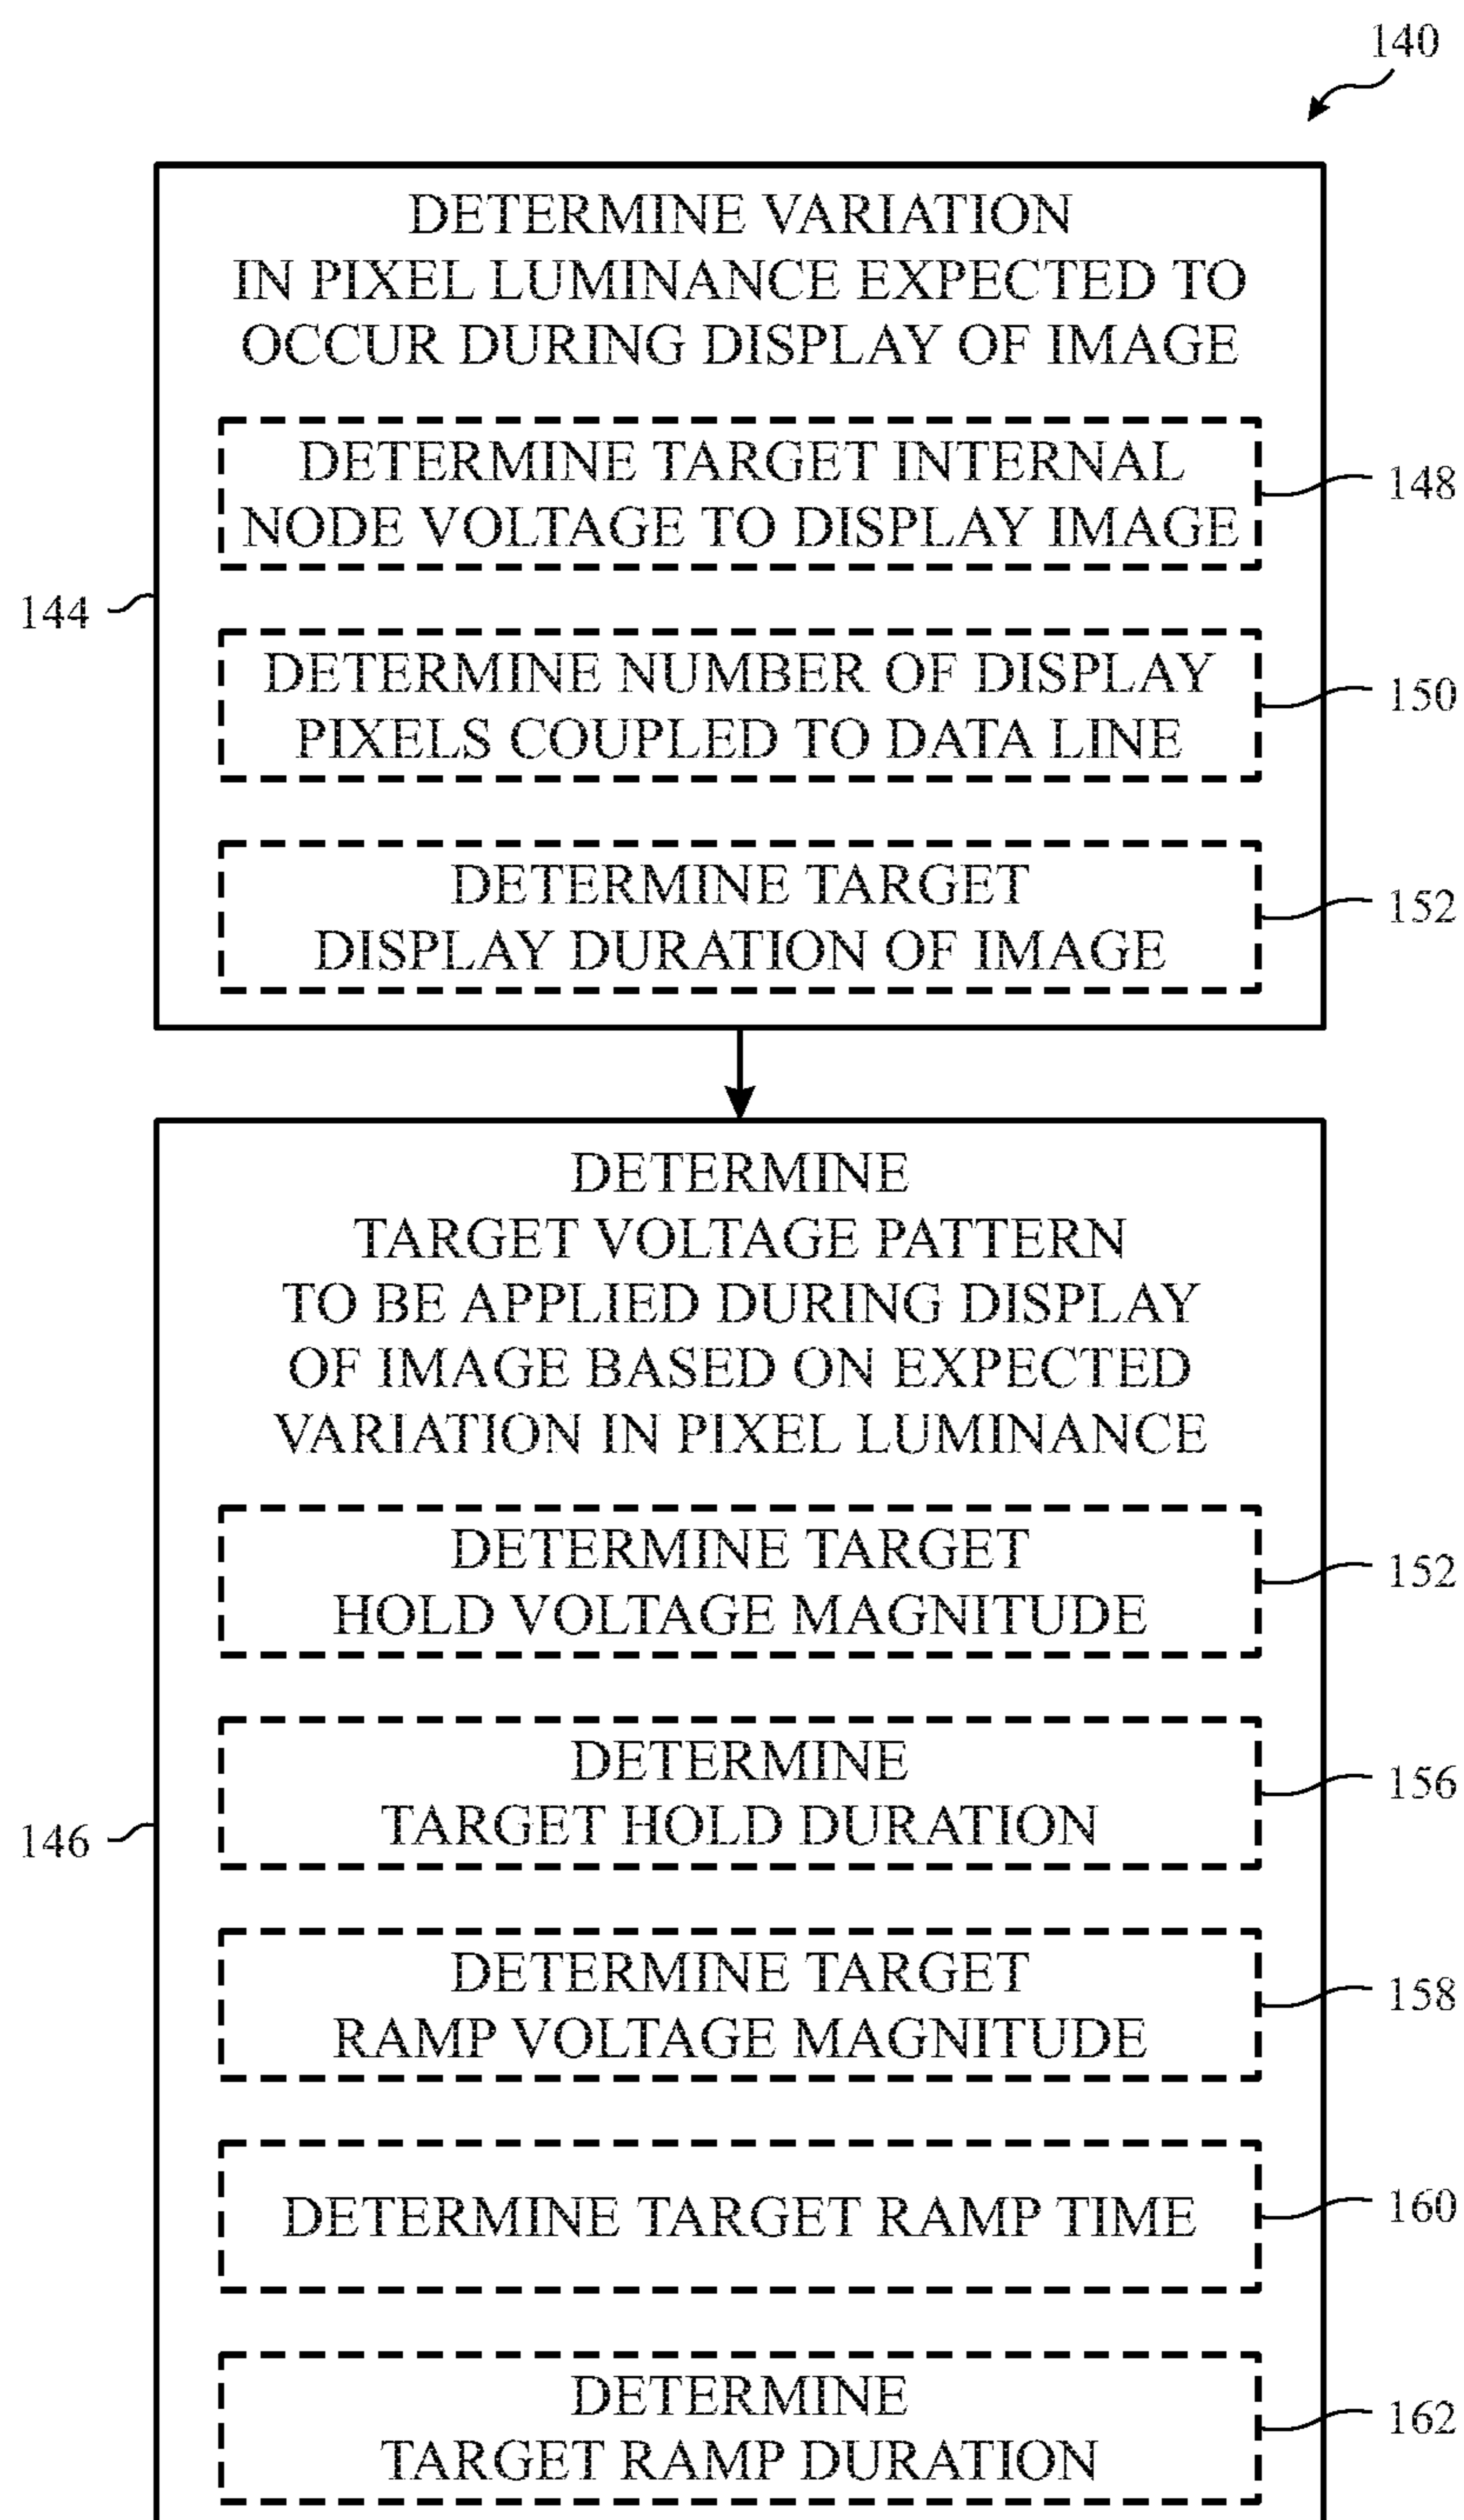 140
DETERMINE VARIATION
IN PIXEL LUMINANCE EXPECTED TO
OCCUR DURING DISPLAY OF IMAGE
DETERMINE TARGET INTERNAL
NODE VOLTAGE TO DISPLAY IMAGE
148
144
DETERMINE NUMBER OF DISPLAY
PIXELS COUPLED TO DATA LINE
150
DETERMINE TARGET
DISPLAY DURATION OF IMAGE
152
DETERMINE
TARGET VOLTAGE PATTERN
TO BE APPLIED DURING DISPLAY
OF IMAGE BASED ON EXPECTED
VARIATION IN PIXEL LUMINANCE
DETERMINE TARGET
HOLD VOLTAGE MAGNITUDE
152
DETERMINE
TARGET HOLD DURATION
156
146
DETERMINE TARGET
RAMP VOLTAGE MAGNITUDE
158
DETERMINE TARGET RAMP TIME
160
DETERMINE
TARGET RAMP DURATION
162